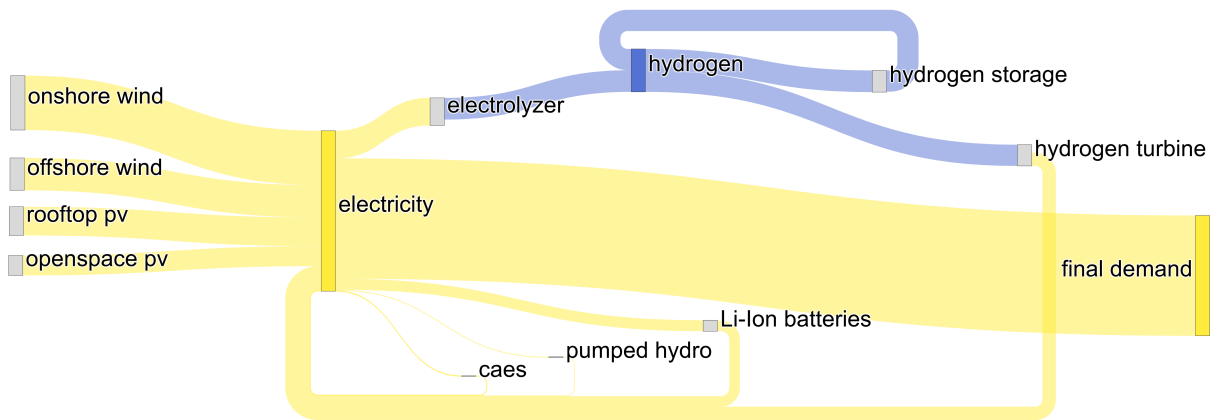 onshore wind
offshore wind
rooftop pv
openspace pv
electricity
electrolyzer
hydrogen
hydrogen storage
hydrogen turbine
final demand
Li-Ion batteries
pumped hydro
caes